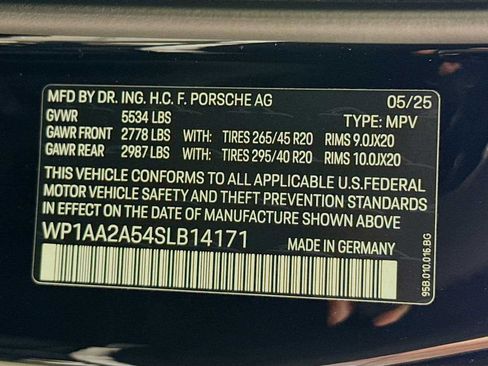 MFD BY DR. ING. H.C. F. PORSCHE AG 05/25
GVWR 5534 LBS TYPE: MPV
GAWR FRONT 2778 LBS WITH: TIRES 265/45 R20 RIMS 9.0JX20
GAWR REAR 2987 LBS WITH: TIRES 295/40 R20 RIMS 10.0JX20
THIS VEHICLE CONFORMS TO ALL APPLICABLE U.S.FEDERAL
MOTOR VEHICLE SAFETY AND THEFT PREVENTION STANDARDS
IN EFFECT ON THE DATE OF MANUFACTURE SHOWN ABOVE.
WP1AA2A54SLB14171 MADE IN GERMANY
95B.010.016.BG